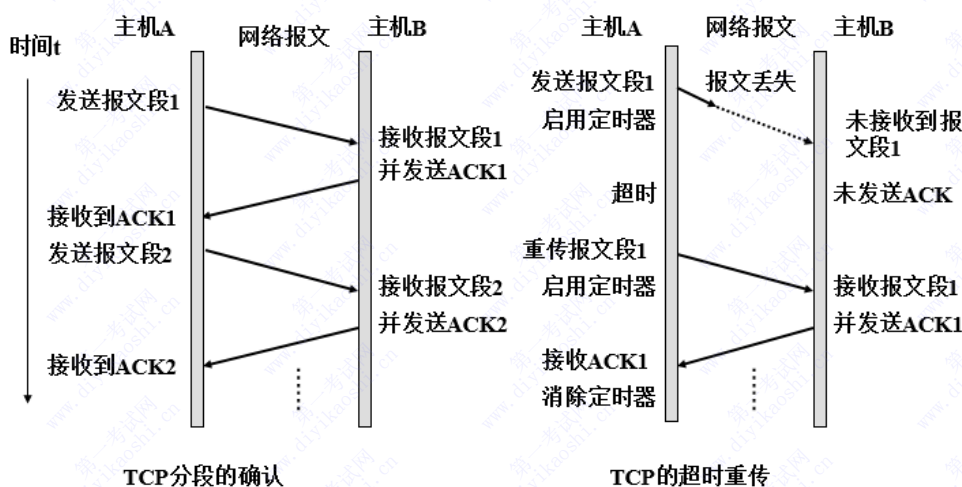 主机A 网络报文 主机B
时间t
发送报文段1
接收报文段1
并发送ACK1
接收到ACK1
发送报文段2
接收报文段2
并发送ACK2
接收到ACK2
TCP分段的确认
主机A 网络报文 主机B
发送报文段1 报文丢失
启用定时器
未接收到报
文段1
超时 未发送ACK
重传报文段1
启用定时器 接收报文段1
并发送ACK1
接收ACK1
消除定时器
TCP的超时重传
第一考试网
www.diyikaoshi.cn